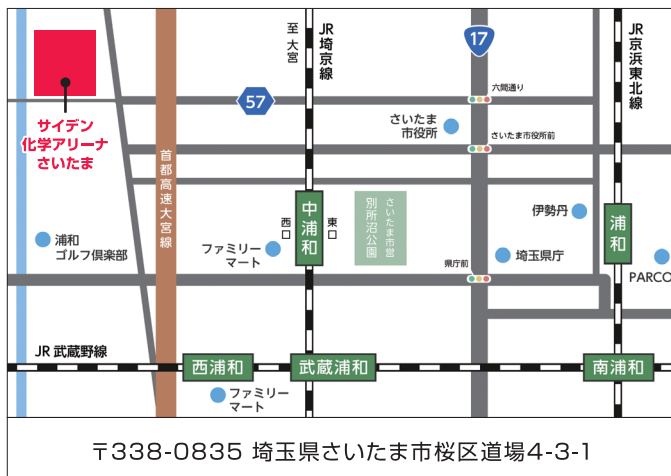 至 大宮
JR埼京線
17
JR京浜東北線
六間通り
57
さいたま
市役所
さいたま市役所前
サイデン
化学アリーナ
さいたま
首都高速大宮線
中浦和
西口
東口
さいたま市営
別所沼公園
伊勢丹
浦和
浦和
ゴルフ倶楽部
ファミリー
マート
県庁前
埼玉県庁
PARCO
JR 武蔵野線
西浦和
武蔵浦和
南浦和
ファミリー
マート
〒338-0835 埼玉県さいたま市桜区道場4-3-1